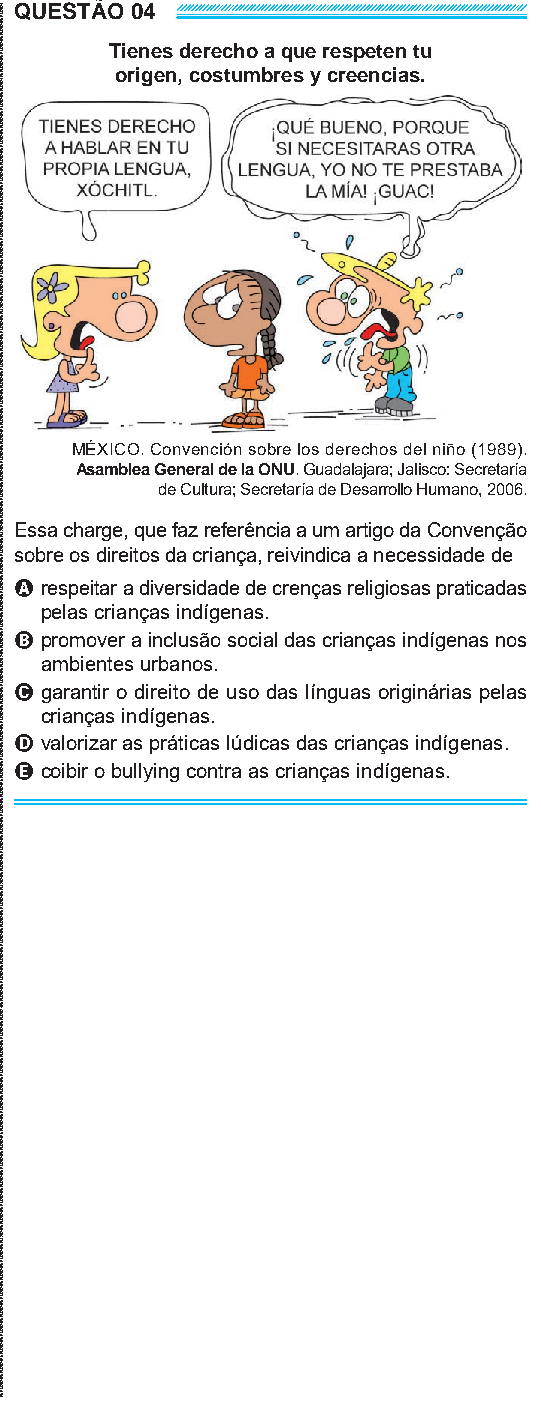 QUESTÃO 04
Tienes derecho a que respeten tu
origen, costumbres y creencias.
TIENES DERECHO
A HABLAR EN TU
PROPIA LENGUA,
XÓCHITL.
¡QUÉ BUENO, PORQUE
SI NECESITARAS OTRA
LENGUA, YO NO TE PRESTABA
LA MÍA! ¡GUAC!
MÉXICO. Convención sobre los derechos del niño (1989).
Asamblea General de la ONU. Guadalajara; Jalisco: Secretaría
de Cultura; Secretaría de Desarrollo Humano, 2006.
Essa charge, que faz referência a um artigo da Convenção
sobre os direitos da criança, reivindica a necessidade de
A respeitar a diversidade de crenças religiosas praticadas
pelas crianças indígenas.
B promover a inclusão social das crianças indígenas nos
ambientes urbanos.
C garantir o direito de uso das línguas originárias pelas
crianças indígenas.
D valorizar as práticas lúdicas das crianças indígenas.
E coibir o bullying contra as crianças indígenas.